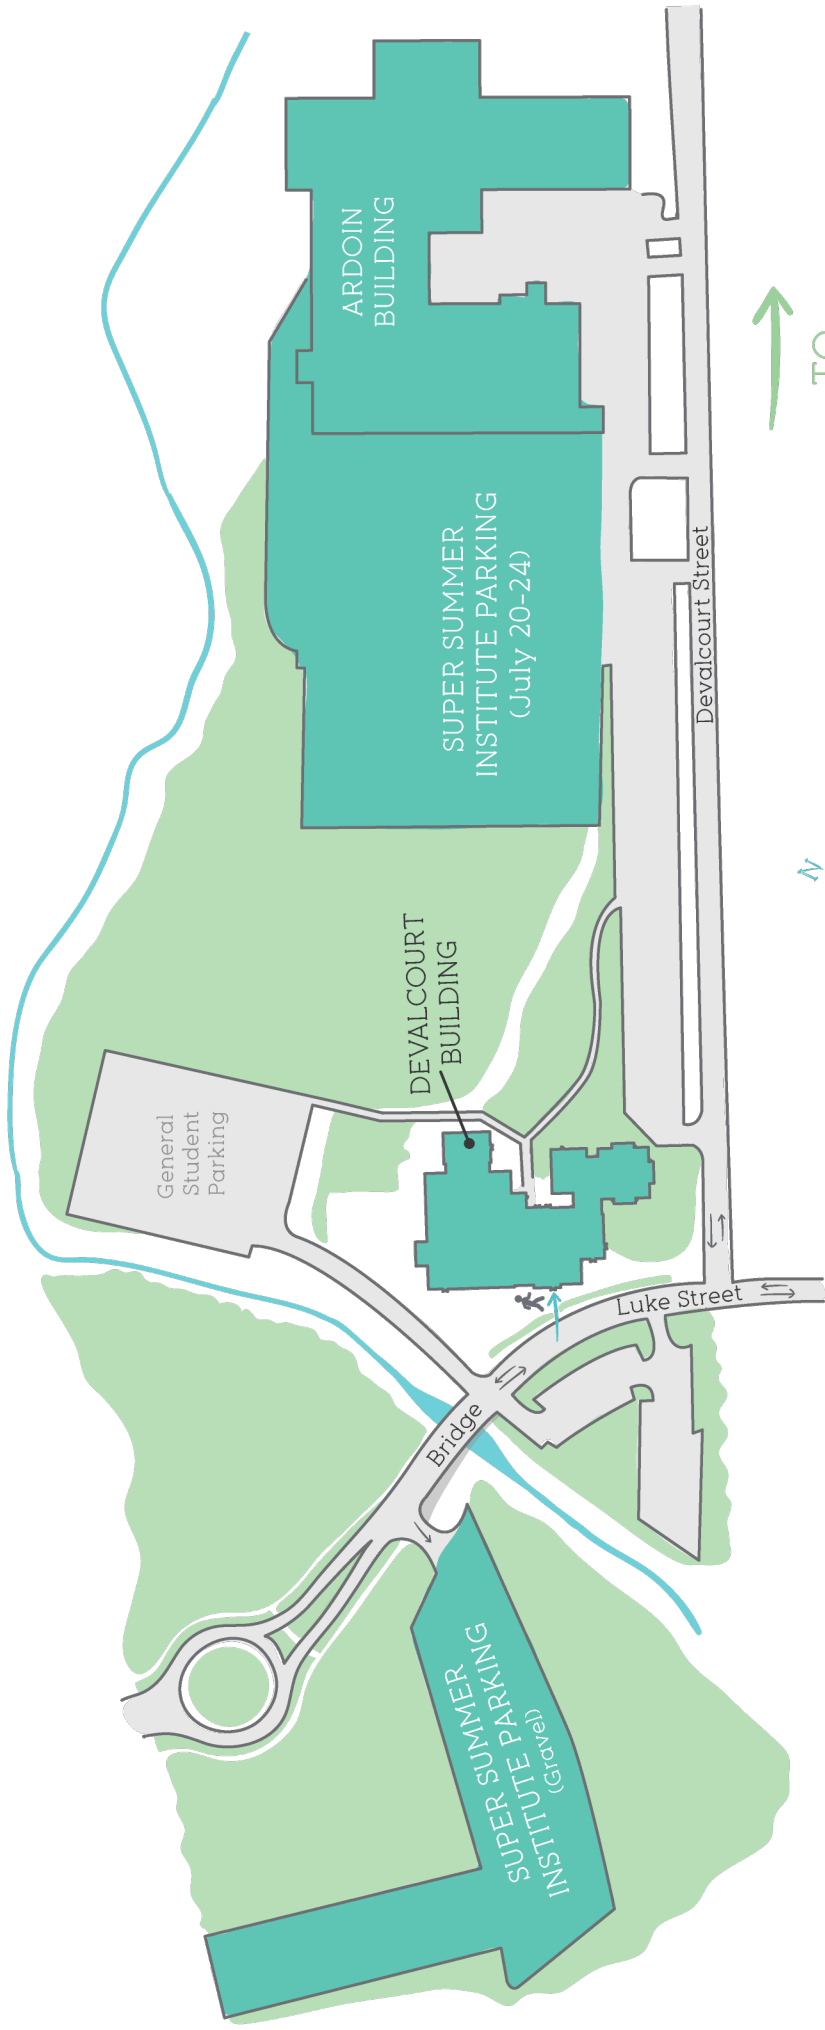 ARDOIN
BUILDING
TO
SUPER SUMMER
INSTITUTE PARKING
(July 20-24)
Devalcourt Street
N
DEVALCOURT
BUILDING
General
Student
Parking
Luke Street
Bridge
SUPER SUMMER
INSTITUTE PARKING
(Gravel)